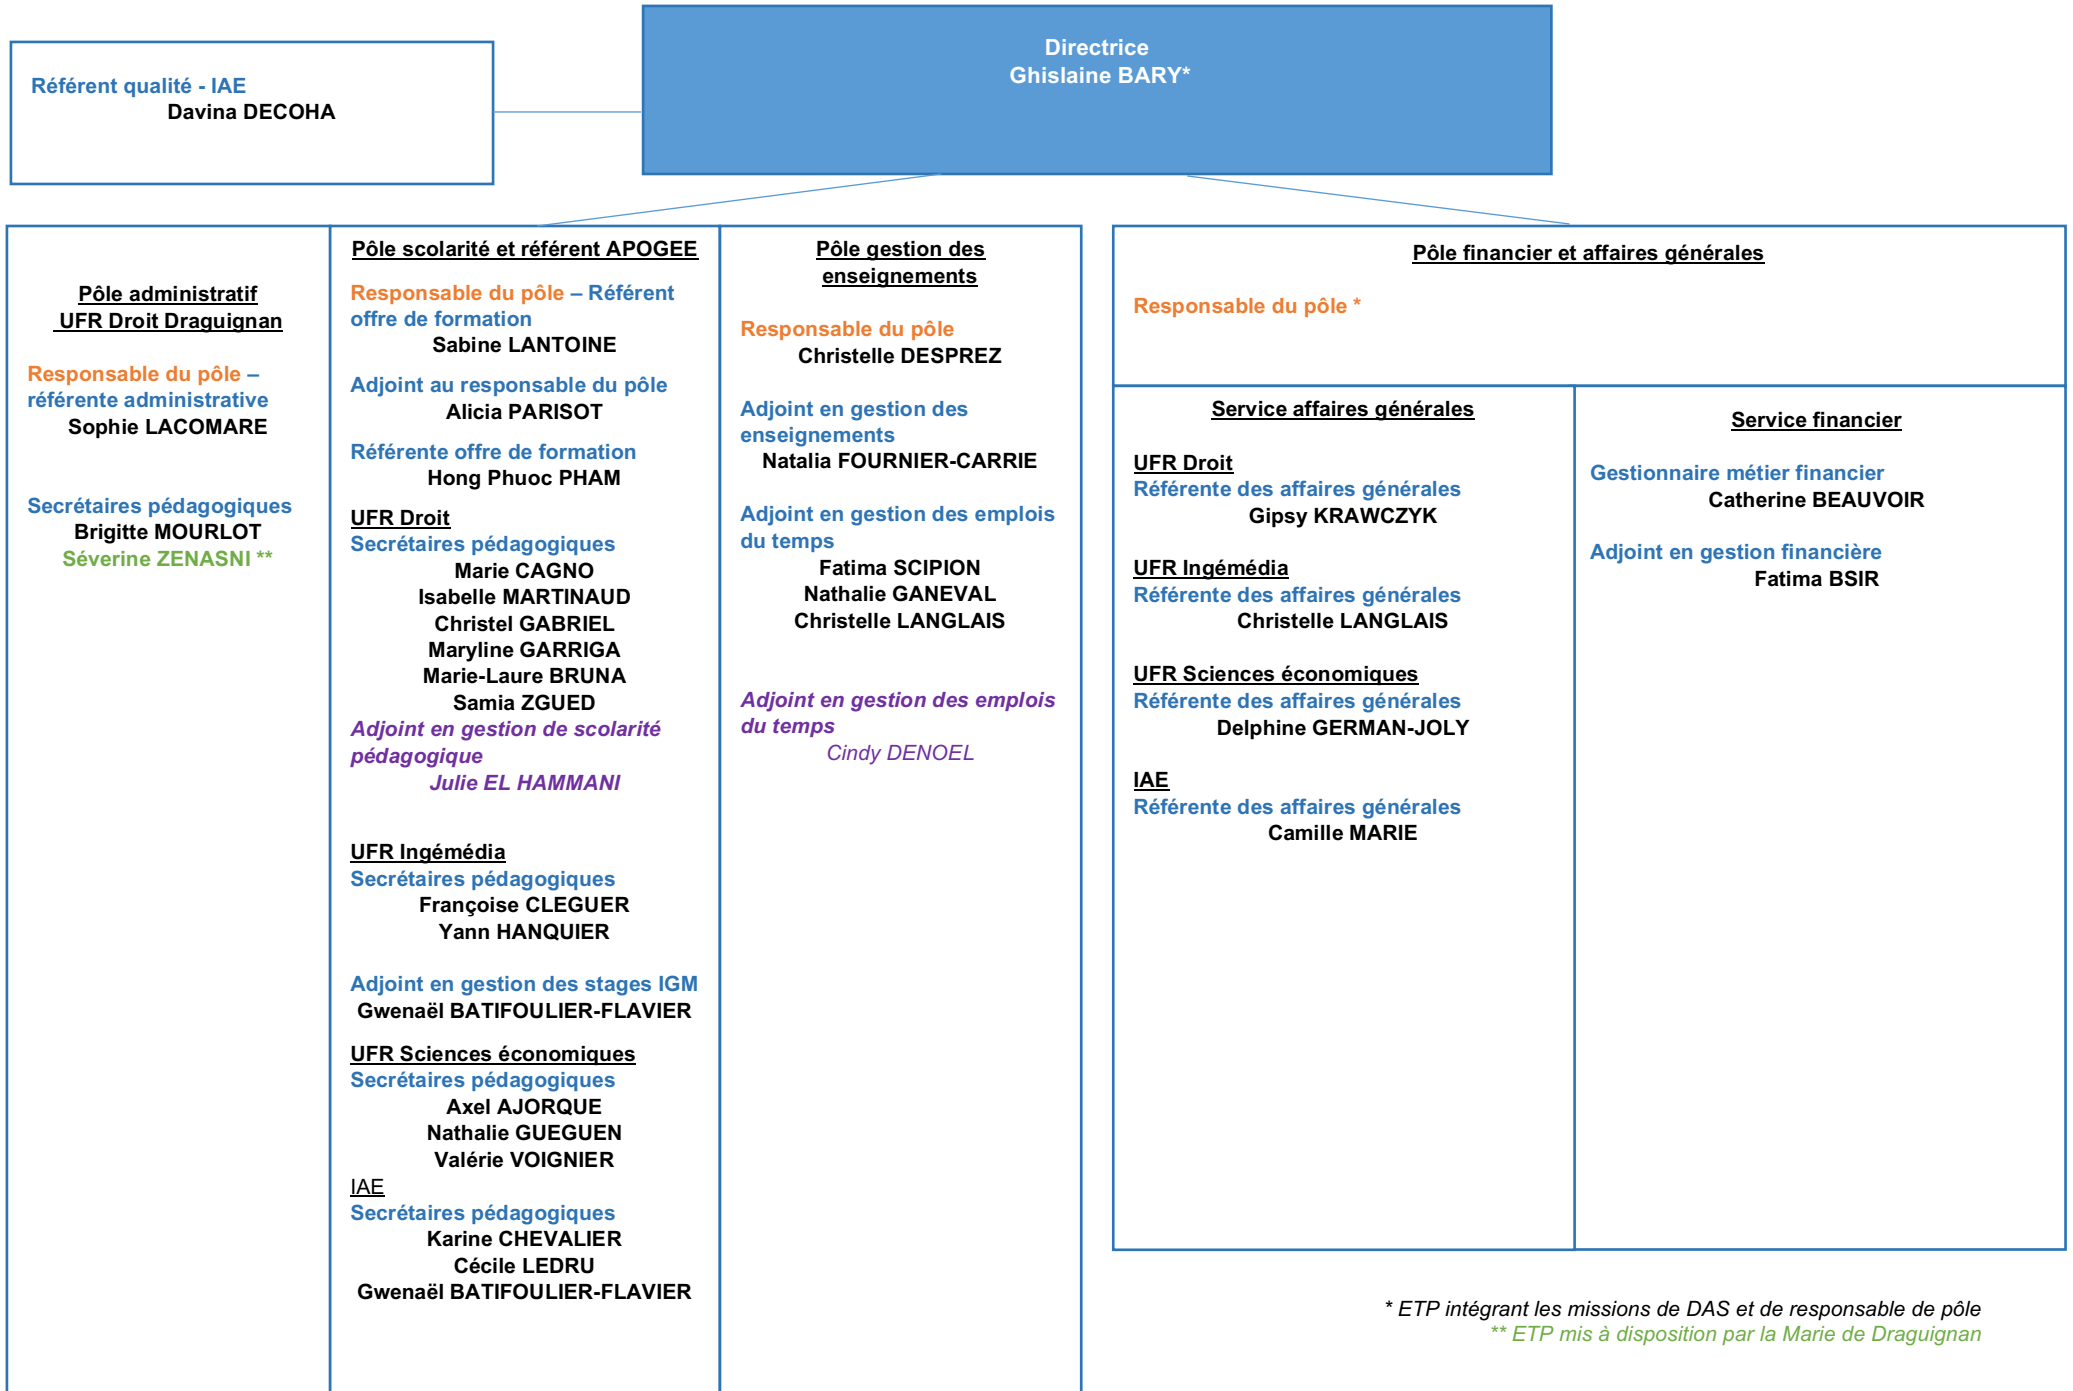 Directrice
Ghislaine BARY*
Référent qualité - IAE
Davina DECOHA
Pôle administratif
UFR Droit Draguignan
Responsable du pôle –
référente administrative
Sophie LACOMARE
Secrétaires pédagogiques
Brigitte MOURLOT
Séverine ZENASNI **
Pôle scolarité et référent APOGEE
Responsable du pôle – Référent
offre de formation
Sabine LANTOINE
Adjoint au responsable du pôle
Alicia PARISOT
Référente offre de formation
Hong Phuoc PHAM
UFR Droit
Secrétaires pédagogiques
Marie CAGNO
Isabelle MARTINAUD
Christel GABRIEL
Maryline GARRIGA
Marie-Laure BRUNA
Samia ZGUED
Adjoint en gestion de scolarité
pédagogique
Julie EL HAMMANI
UFR Ingémédia
Secrétaires pédagogiques
Françoise CLEGUER
Yann HANQUIER
Adjoint en gestion des stages IGM
Gwenaël BATIFOULIER-FLAVIER
UFR Sciences économiques
Secrétaires pédagogiques
Axel AJORQUE
Nathalie GUEGUEN
Valérie VOIGNIER
IAE
Secrétaires pédagogiques
Karine CHEVALIER
Cécile LEDRU
Gwenaël BATIFOULIER-FLAVIER
Pôle gestion des
enseignements
Responsable du pôle
Christelle DESPREZ
Adjoint en gestion des
enseignements
Natalia FOURNIER-CARRIE
Adjoint en gestion des emplois
du temps
Fatima SCIPION
Nathalie GANEVAL
Christelle LANGLAIS
Adjoint en gestion des emplois
du temps
Cindy DENOEL
Pôle financier et affaires générales
Responsable du pôle *
Service affaires générales
UFR Droit
Référente des affaires générales
Gipsy KRAWCZYK
UFR Ingémédia
Référente des affaires générales
Christelle LANGLAIS
UFR Sciences économiques
Référente des affaires générales
Delphine GERMAN-JOLY
IAE
Référente des affaires générales
Camille MARIE
Service financier
Gestionnaire métier financier
Catherine BEAUVOIR
Adjoint en gestion financière
Fatima BSIR
* ETP intégrant les missions de DAS et de responsable de pôle
** ETP mis à disposition par la Marie de Draguignan